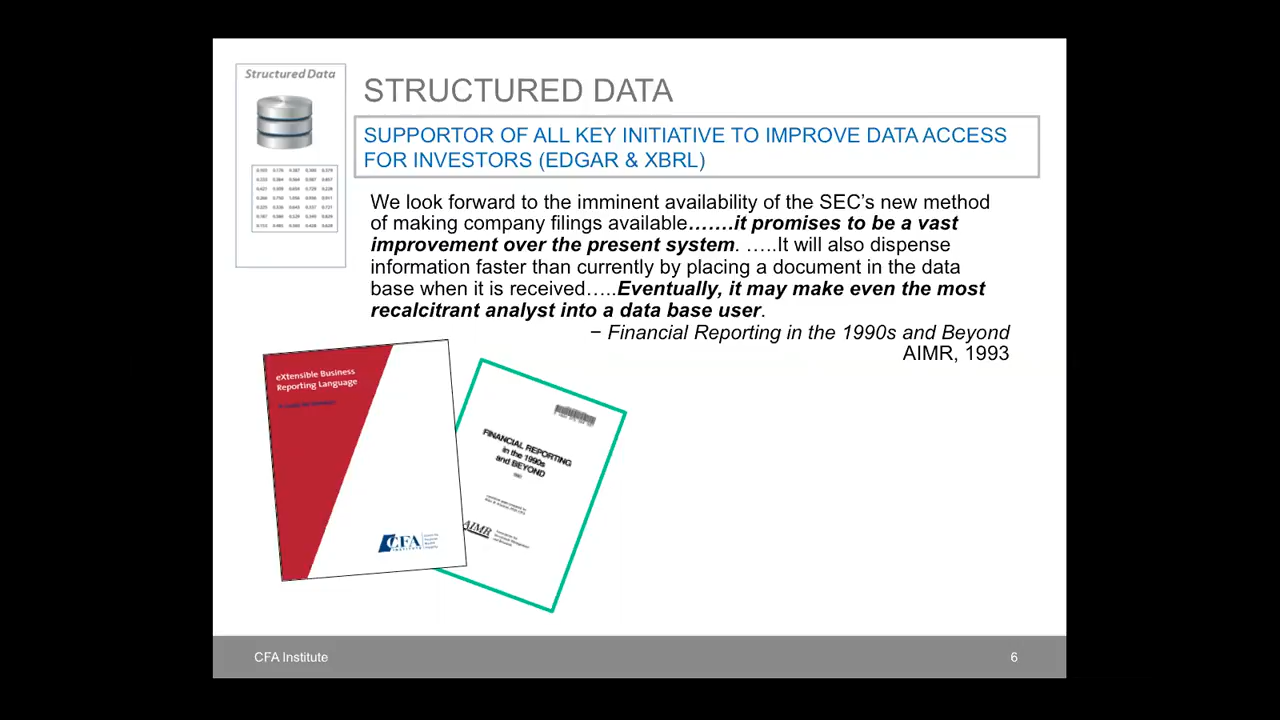 Structured Data
STRUCTURED DATA
SUPPORTOR OF ALL KEY INITIATIVE TO IMPROVE DATA ACCESS
FOR INVESTORS (EDGAR & XBRL)
We look forward to the imminent availability of the SEC’s new method
of making company filings available…….it promises to be a vast
improvement over the present system. …..It will also dispense
information faster than currently by placing a document in the data
base when it is received…..Eventually, it may make even the most
recalcitrant analyst into a data base user.
− Financial Reporting in the 1990s and Beyond
AIMR, 1993
eXtensible Business
Reporting Language
CFA
INSTITUTE
FINANCIAL REPORTING
in the 1990s
and BEYOND
AIMR
CFA Institute
6